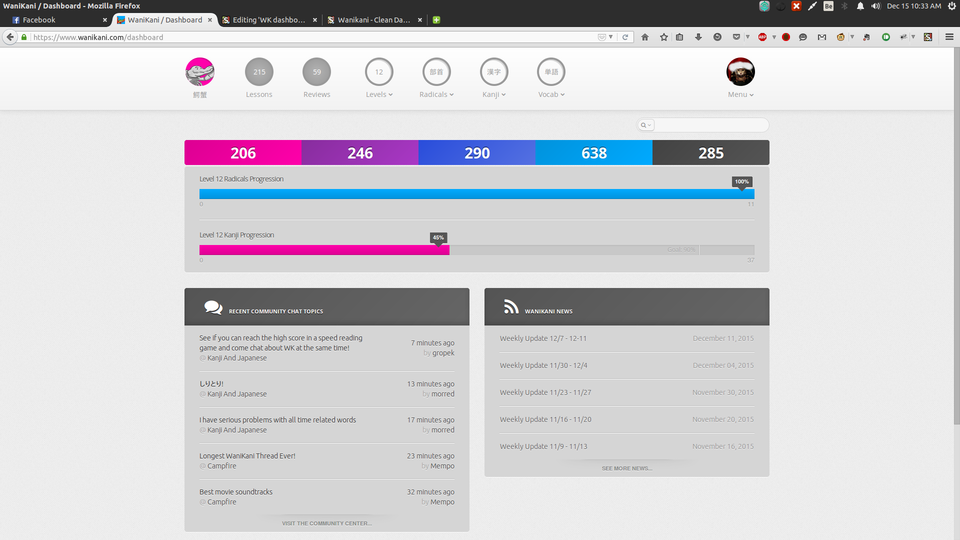 WaniKani / Dashboard - Mozilla Firefox
Be
Dec 15 10:33 AM
Facebook
WaniKani / Dashboard
Editing 'WK dashbo...
Wanikani - Clean Da...
https://www.wanikani.com/dashboard
215
59
12
頭首
漢字
単語
Lessons
Reviews
Levels
Radicals
Kanji
Vocab
Menu
206
246
290
638
285
Level 12 Radicals Progression
100%
0
11
Level 12 Kanji Progression
45%
0
37
RECENT COMMUNITY CHAT TOPICS
See if you can reach the high score in a speed reading
game and come chat about WK at the same time!
Kanji And Japanese
7 minutes ago
by gropek
しりとり!
Kanji And Japanese
13 minutes ago
by morred
I have serious problems with all time related words
Kanji And Japanese
17 minutes ago
by morred
Longest WaniKani Thread Ever!
Campfire
23 minutes ago
by Mempo
Best movie soundtracks
Campfire
32 minutes ago
by Mempo
VISIT THE COMMUNITY CENTER...
WANIKANI NEWS
Weekly Update 12/7 - 12-11
December 11, 2015
Weekly Update 11/30 - 12/4
December 04, 2015
Weekly Update 11/23 - 11/27
November 30, 2015
Weekly Update 11/16 - 11/20
November 20, 2015
Weekly Update 11/9 - 11/13
November 16, 2015
SEE MORE NEWS...